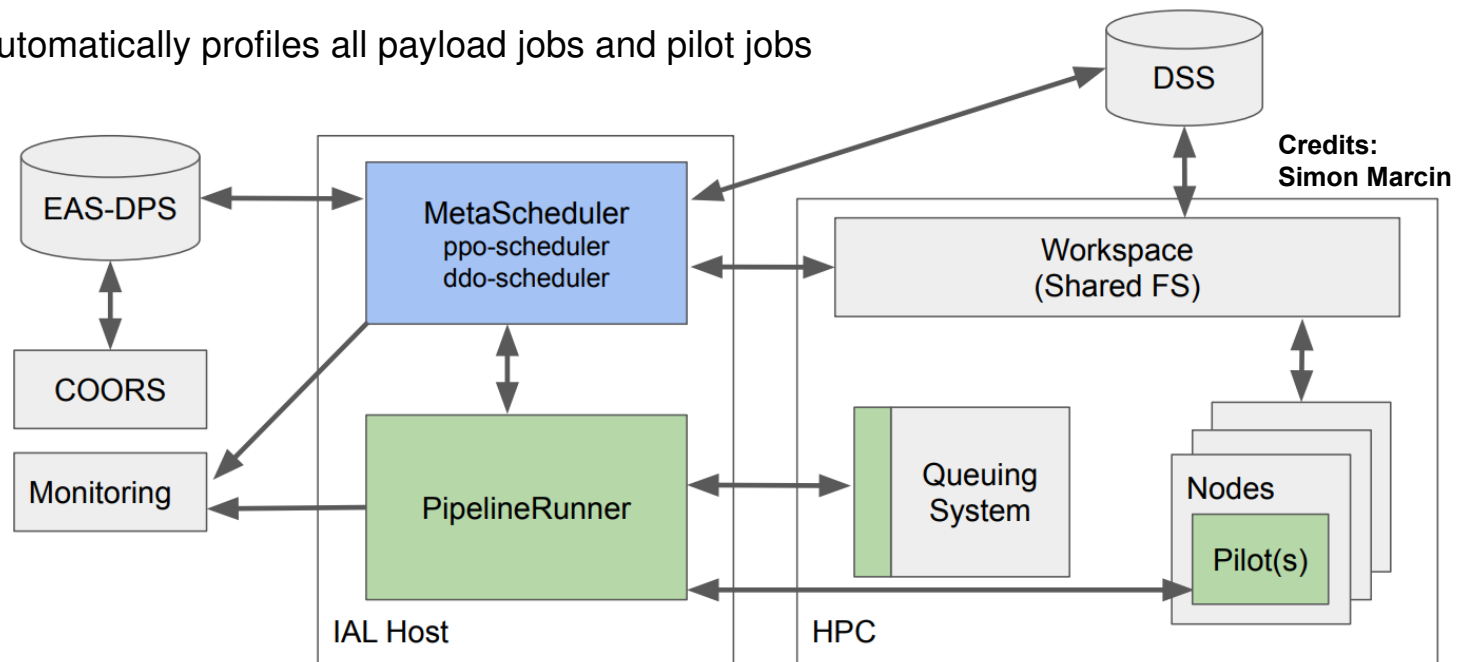 utomatically profiles all payload jobs and pilot jobs
DSS
Credits:
Simon Marcin
EAS-DPS
MetaScheduler
ppo-scheduler
ddo-scheduler
Workspace
(Shared FS)
COORS
Monitoring
PipelineRunner
Queuing
System
Nodes
Pilot(s)
IAL Host
HPC